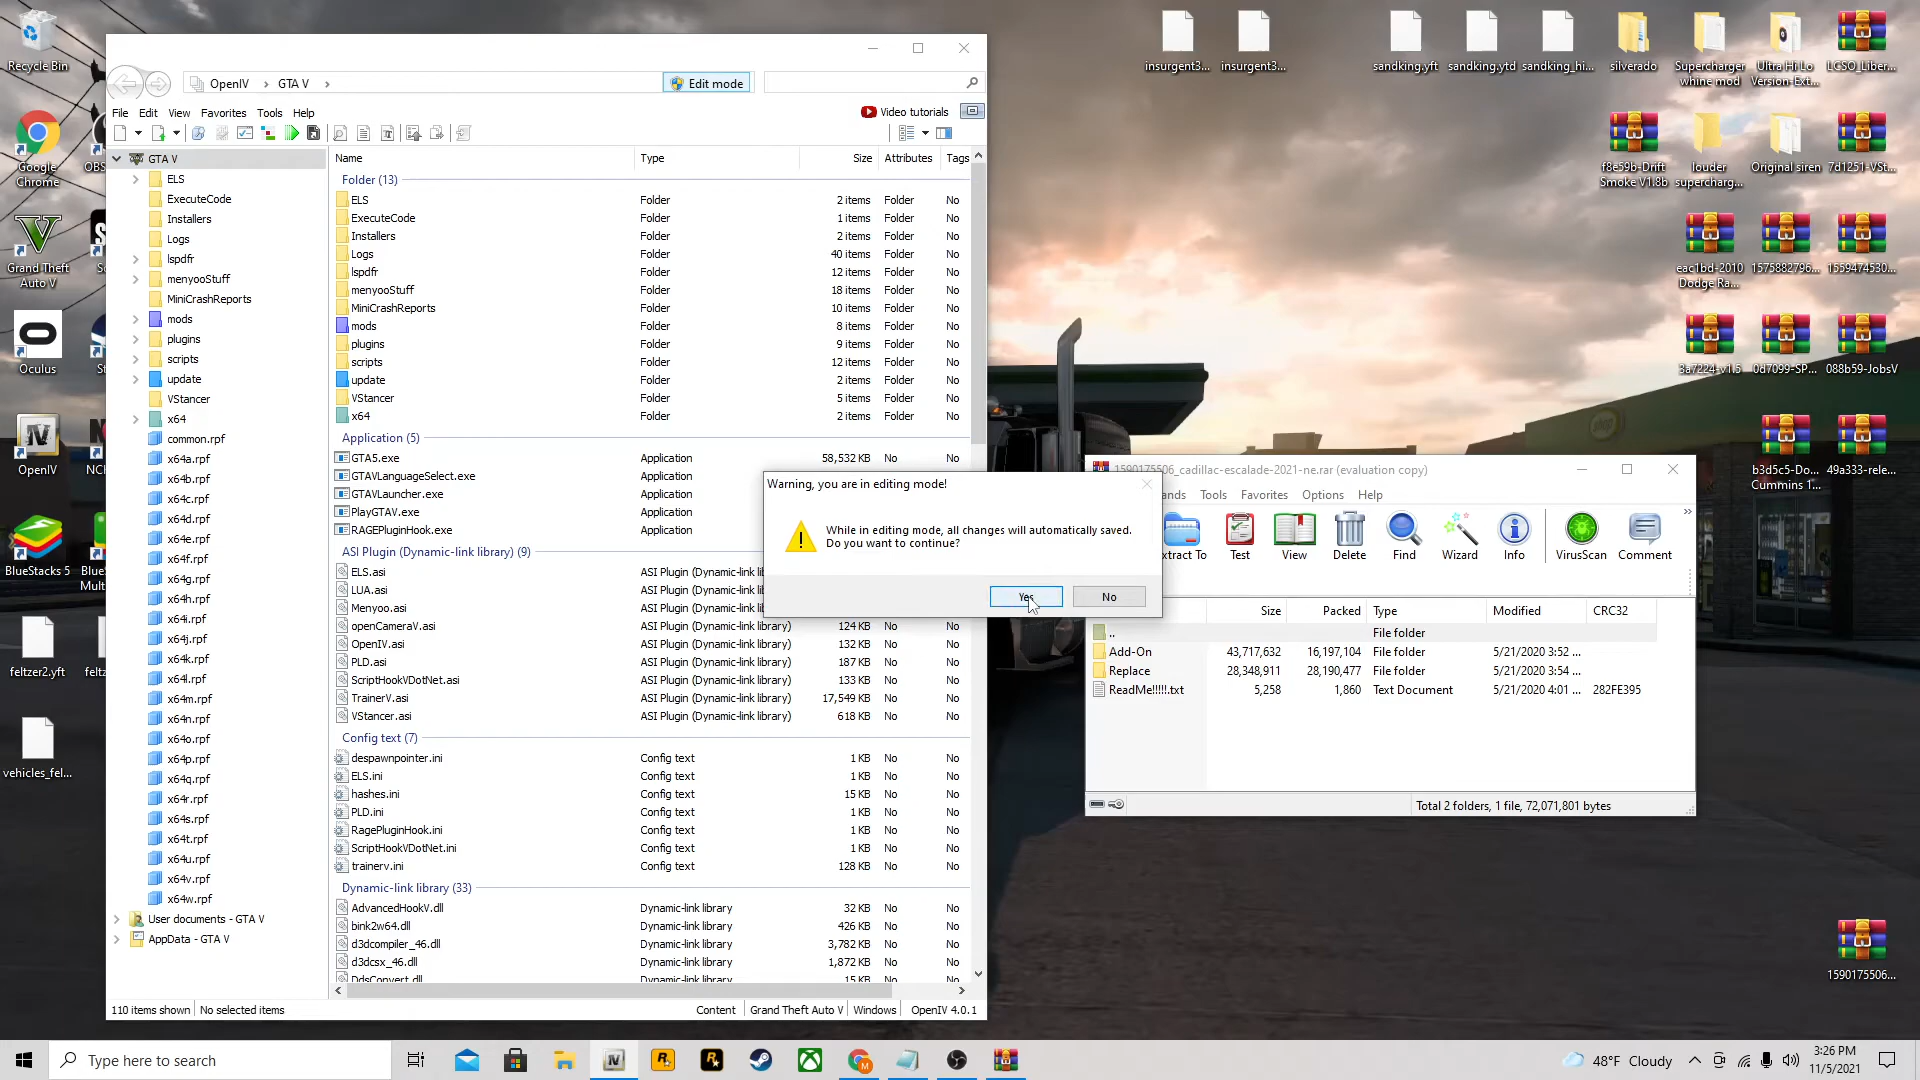 Recycle Bin
Google
Chrome
OBS
Grand Theft
Auto V
Oculus
OpenIV
BlueStacks 5
feltzer2.yft
vehicles_fel...
OpenIV
GTA V
Edit mode
File
Edit
View
Favorites
Tools
Help
Video tutorials
GTA V
ELS
ExecuteCode
Installers
Logs
lspdfr
menyooStuff
MiniCrashReports
mods
plugins
scripts
update
VStancer
x64
common.rpf
x64a.rpf
x64b.rpf
x64c.rpf
x64d.rpf
x64e.rpf
x64f.rpf
x64g.rpf
x64h.rpf
x64i.rpf
x64j.rpf
x64k.rpf
x64l.rpf
x64m.rpf
x64n.rpf
x64o.rpf
x64p.rpf
x64q.rpf
x64r.rpf
x64s.rpf
x64t.rpf
x64u.rpf
x64v.rpf
x64w.rpf
User documents - GTA V
AppData - GTA V
Name Type Size Attributes Tags
Folder (13)
ELS Folder 2 items Folder No
ExecuteCode Folder 1 items Folder No
Installers Folder 2 items Folder No
Logs Folder 40 items Folder No
lspdfr Folder 12 items Folder No
menyooStuff Folder 18 items Folder No
MiniCrashReports Folder 10 items Folder No
mods Folder 8 items Folder No
plugins Folder 9 items Folder No
scripts Folder 12 items Folder No
update Folder 2 items Folder No
VStancer Folder 5 items Folder No
x64 Folder 2 items Folder No
Application (5)
GTA5.exe Application 58,532 KB No No
GTAVLanguageSelect.exe Application
GTAVLauncher.exe Application
PlayGTAV.exe Application
RAGEPluginHook.exe Application
ASI Plugin (Dynamic-link library) (9)
ELS.asi ASI Plugin (Dynamic-link lib
LUA.asi ASI Plugin (Dynamic-link lib
Menyoo.asi ASI Plugin (Dynamic-link lib
openCameraV.asi ASI Plugin (Dynamic-link library) 124 KB No No
OpenIV.asi ASI Plugin (Dynamic-link library) 132 KB No No
PLD.asi ASI Plugin (Dynamic-link library) 187 KB No No
ScriptHookVDotNet.asi ASI Plugin (Dynamic-link library) 133 KB No No
TrainerV.asi ASI Plugin (Dynamic-link library) 17,549 KB No No
VStancer.asi ASI Plugin (Dynamic-link library) 618 KB No No
Config text (7)
despawnpointer.ini Config text 1 KB No No
ELS.ini Config text 1 KB No No
hashes.ini Config text 15 KB No No
PLD.ini Config text 1 KB No No
RagePluginHook.ini Config text 1 KB No No
ScriptHookVDotNet.ini Config text 1 KB No No
trainerv.ini Config text 128 KB No No
Dynamic-link library (33)
AdvancedHookV.dll Dynamic-link library 32 KB No No
bink2w64.dll Dynamic-link library 426 KB No No
d3dcompiler_46.dll Dynamic-link library 3,782 KB No No
d3dcsx_46.dll Dynamic-link library 1,872 KB No No
DdsConvert.dll Dynamic-link library 15 KB No No
110 items shown
No selected items
Content
Grand Theft Auto V
Windows
OpenIV 4.0.1
Warning, you are in editing mode!
While in editing mode, all changes will automatically saved.
Do you want to continue?
Yes
No
1590175506_cadillac-escalade-2021-ne.rar (evaluation copy)
ands
Tools
Favorites
Options
Help
xtract To
Test
View
Delete
Find
Wizard
Info
VirusScan
Comment
Size Packed Type Modified CRC32
.. File folder
Add-On 43,717,632 16,197,104 File folder 5/21/2020 3:52 ...
Replace 28,348,911 28,190,477 File folder 5/21/2020 3:54 ...
ReadMe!!!!!.txt 5,258 1,860 Text Document 5/21/2020 4:01 ... 282FE395
Total 2 folders, 1 file, 72,071,801 bytes
insurgent3...
insurgent3...
sandking.yft
sandking.ytd
sandking_hi...
silverado
Supercharger
whine mod
Ultra Hi Lo
Version-Ext...
LCSO_Liber...
f8e59b-Drift
Smoke V1.8b
louder
supercharg...
Original siren
7d1251-VSt...
eac1bd-2010
Dodge Ra...
1575882796...
1559474530...
3a7224-v1.5
0d7099-SP...
088b59-JobsV
b3d5c5-Do...
Cummins 1...
49a333-rele...
1590175506...
Type here to search
48°F Cloudy
3:26 PM
11/5/2021